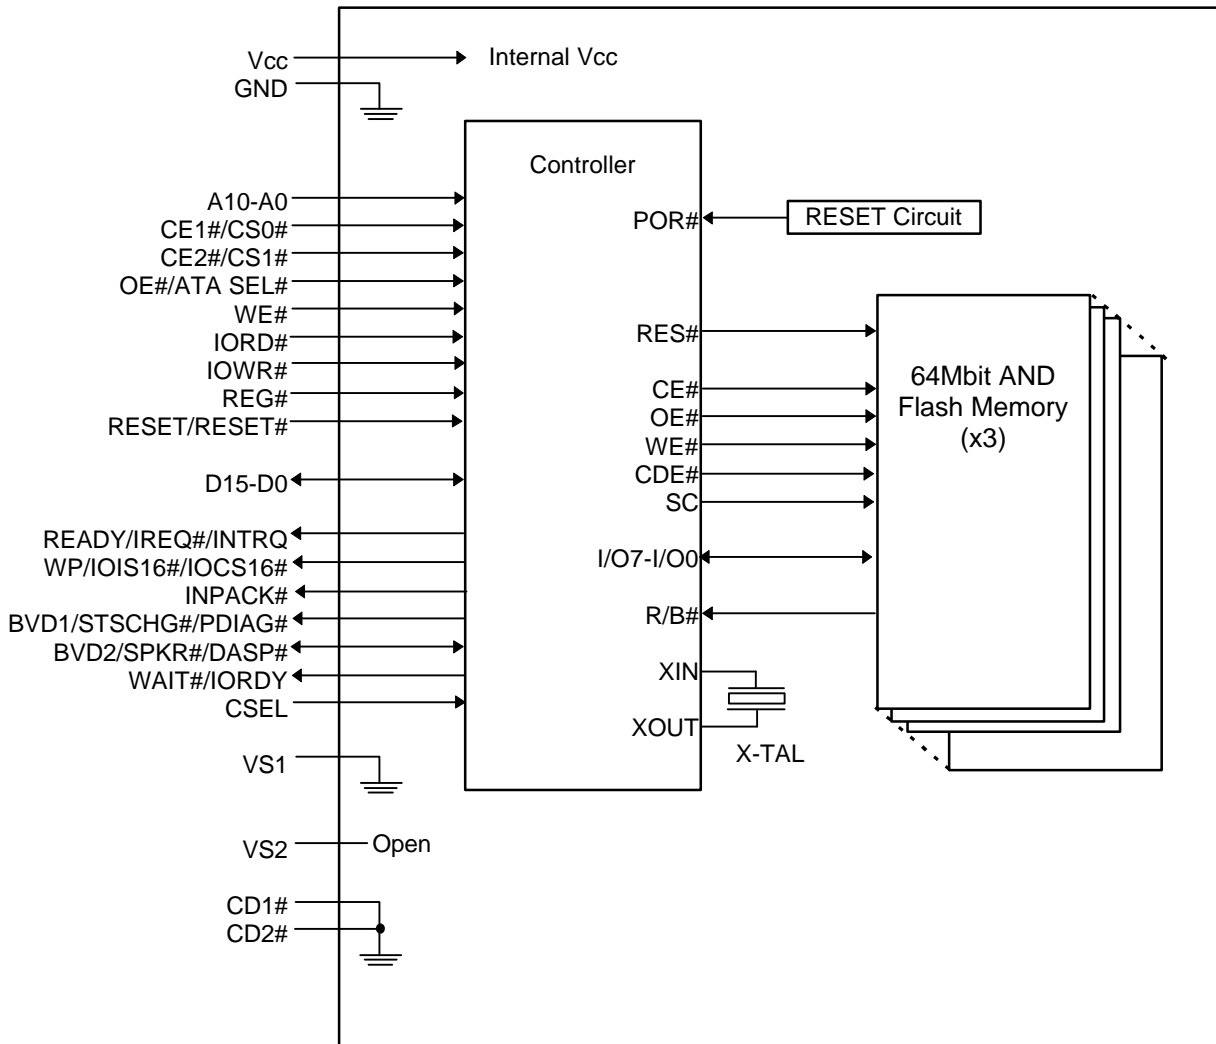 Vcc
Internal Vcc
GND
Controller
A10-A0
CE1#/CS0#
CE2#/CS1#
OE#/ATA SEL#
WE#
IORD#
IOWR#
REG#
RESET/RESET#
D15-D0
READY/IREQ#/INTRQ
WP/IOIS16#/IOCS16#
INPACK#
BVD1/STSCHG#/PDIAG#
BVD2/SPKR#/DASP#
WAIT#/IORDY
CSEL
VS1
VS2
Open
CD1#
CD2#
POR#
RESET Circuit
RES#
CE#
OE#
WE#
CDE#
SC
I/O7-I/O0
R/B#
XIN
XOUT
X-TAL
64Mbit AND
Flash Memory
(x3)